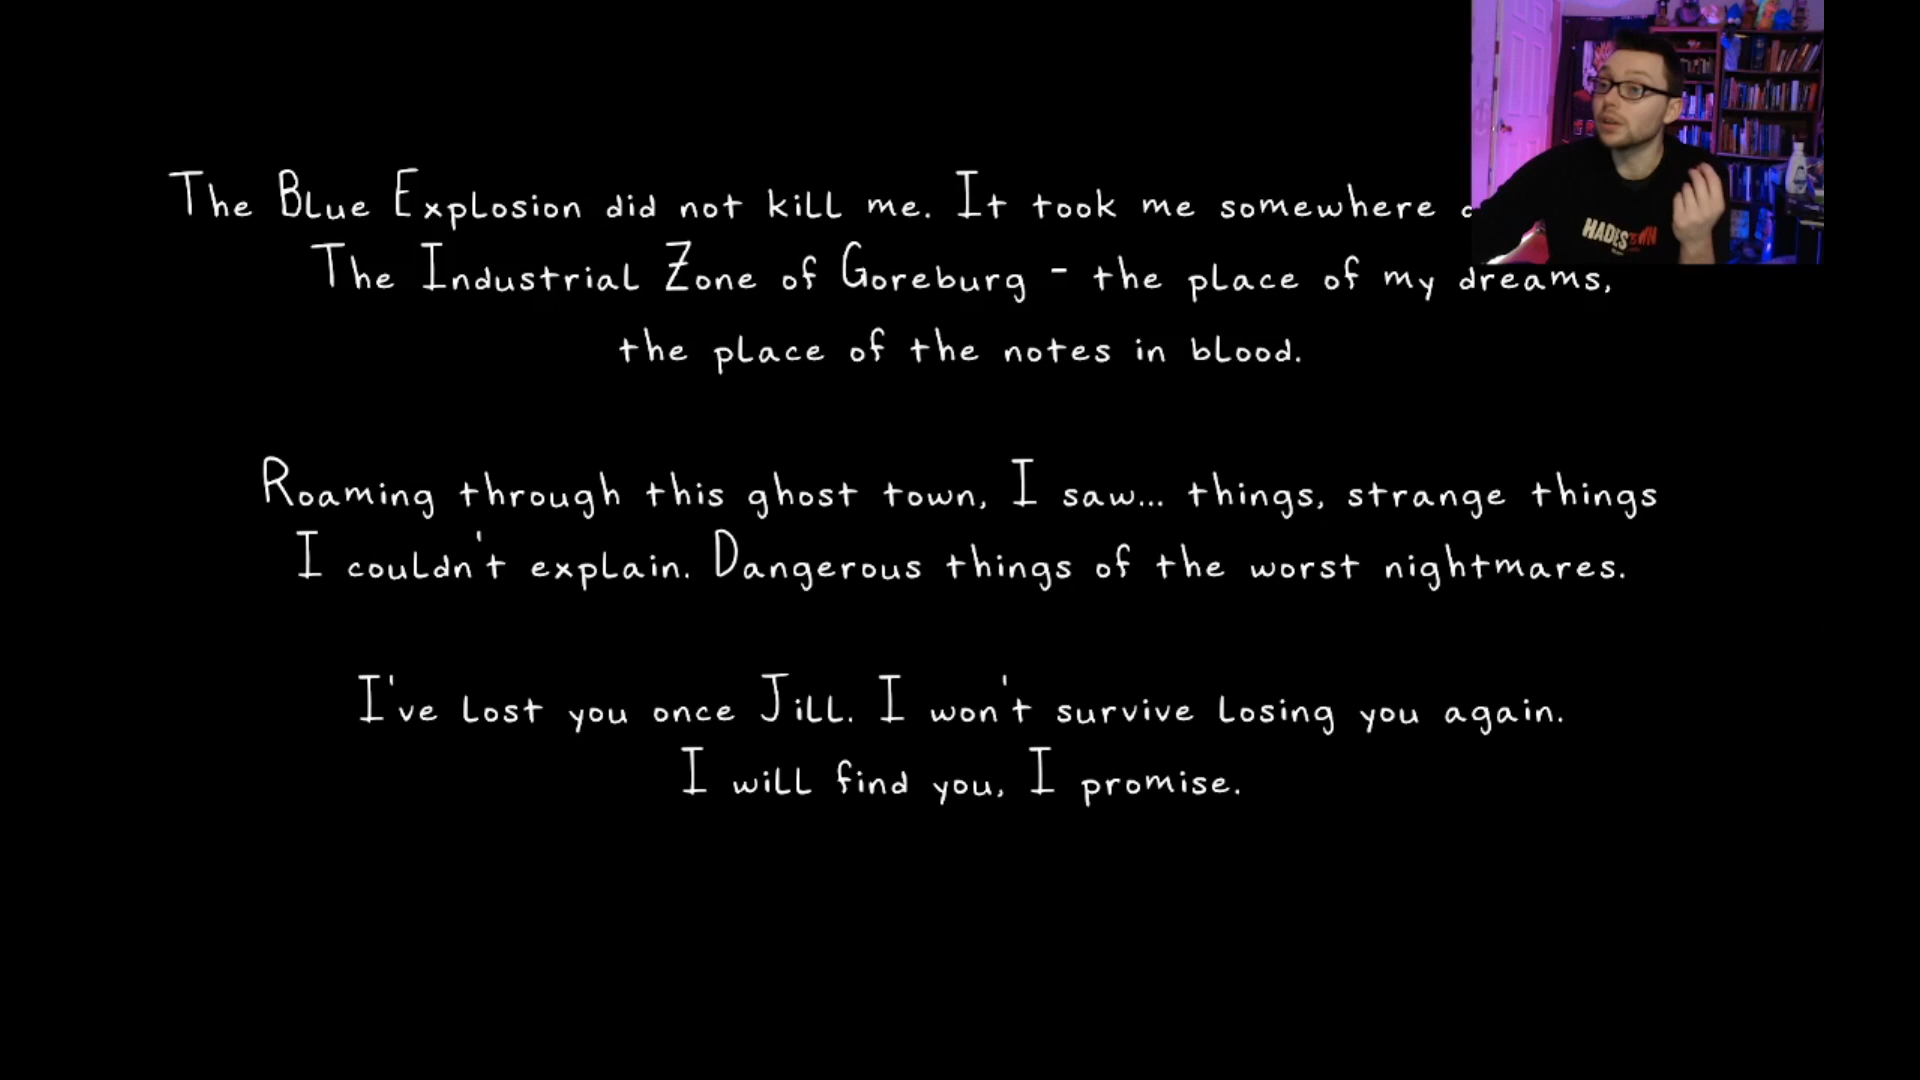 The Blue Explosion did not kill me. It took me somewhere
The Industrial Zone of Goreburg - the place of my dreams,
the place of the notes in blood.
Roaming through this ghost town, I saw... things, strange things
I couldn't explain. Dangerous things of the worst nightmares.
I've lost you once Jill. I won't survive losing you again.
I will find you, I promise.
HADESTOWN